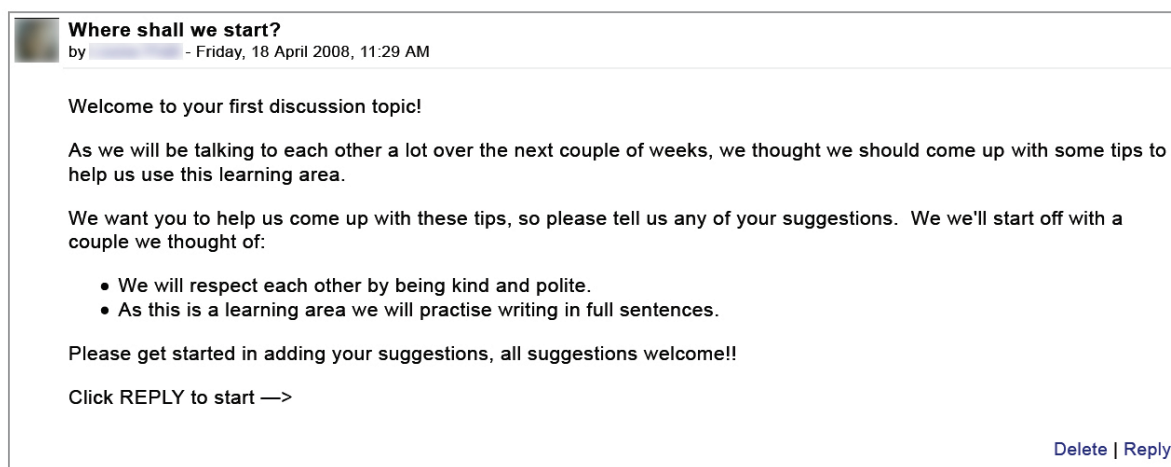 Where shall we start?
by - Friday, 18 April 2008, 11:29 AM
Welcome to your first discussion topic!
As we will be talking to each other a lot over the next couple of weeks, we thought we should come up with some tips to
help us use this learning area.
We want you to help us come up with these tips, so please tell us any of your suggestions.  We we'll start off with a
couple we thought of:
• We will respect each other by being kind and polite.
• As this is a learning area we will practise writing in full sentences.
Please get started in adding your suggestions, all suggestions welcome!!
Click REPLY to start —>
Delete | Reply